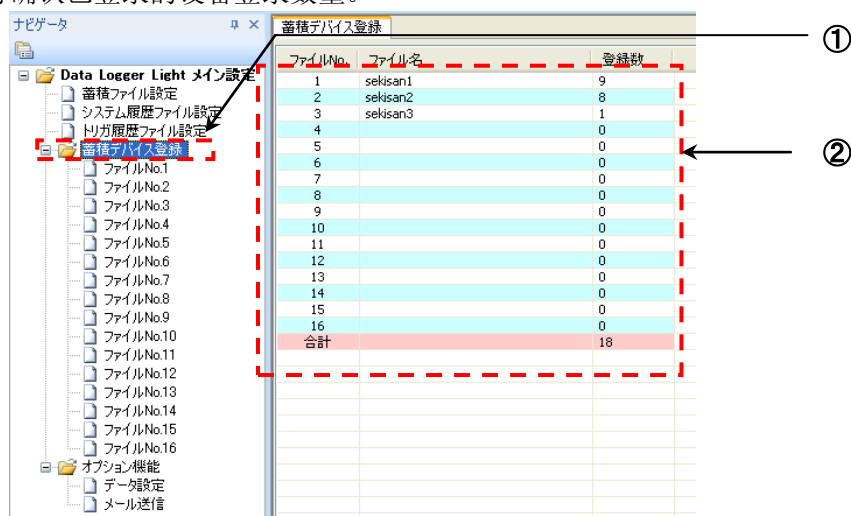 ナビゲータ
Data Logger Light メイン設定
蓄積ファイル設定
システム履歴ファイル設定
トリガ履歴ファイル設定
蓄積デバイス登録
ファイルNo.1
ファイルNo.2
ファイルNo.3
ファイルNo.4
ファイルNo.5
ファイルNo.6
ファイルNo.7
ファイルNo.8
ファイルNo.9
ファイルNo.10
ファイルNo.11
ファイルNo.12
ファイルNo.13
ファイルNo.14
ファイルNo.15
ファイルNo.16
オプション機能
データ設定
メール送信
蓄積デバイス登録
ファイルNo. ファイル名 登録数
1 sekisan1 9
2 sekisan2 8
3 sekisan3 1
4 0
5 0
6 0
7 0
8 0
9 0
10 0
11 0
12 0
13 0
14 0
15 0
16 0
合計 18
①
②